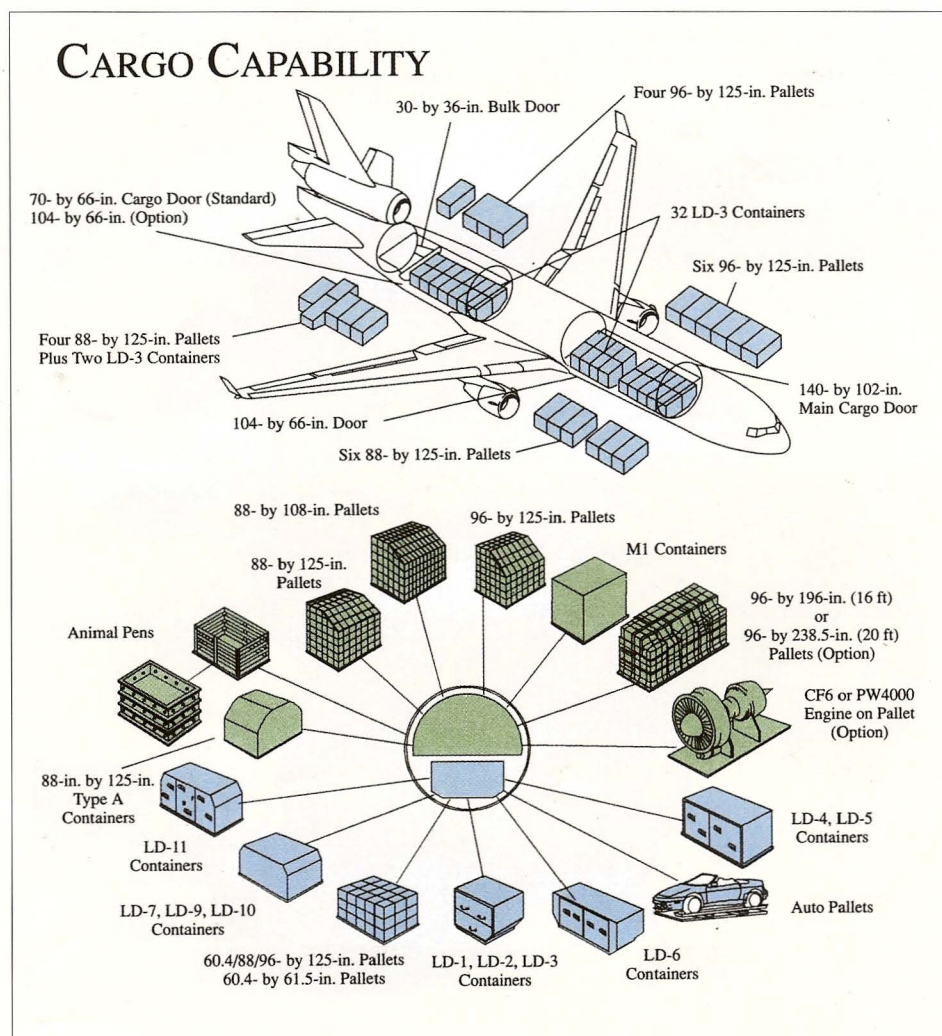 CARGO CAPABILITY
30- by 36-in. Bulk Door
Four 96- by 125-in. Pallets
70- by 66-in. Cargo Door (Standard)
104- by 66-in. (Option)
32 LD-3 Containers
Six 96- by 125-in. Pallets
Four 88- by 125-in. Pallets
Plus Two LD-3 Containers
140- by 102-in.
Main Cargo Door
104- by 66-in. Door
Six 88- by 125-in. Pallets
88- by 108-in. Pallets
96- by 125-in. Pallets
M1 Containers
88- by 125-in.
Pallets
96- by 196-in. (16 ft)
or
96- by 238.5-in. (20 ft)
Pallets (Option)
Animal Pens
CF6 or PW4000
Engine on Pallet
(Option)
88-in. by 125-in.
Type A
Containers
LD-4, LD-5
Containers
LD-11
Containers
Auto Pallets
LD-7, LD-9, LD-10
Containers
60.4/88/96- by 125-in. Pallets
60.4- by 61.5-in. Pallets
LD-1, LD-2, LD-3
Containers
LD-6
Containers